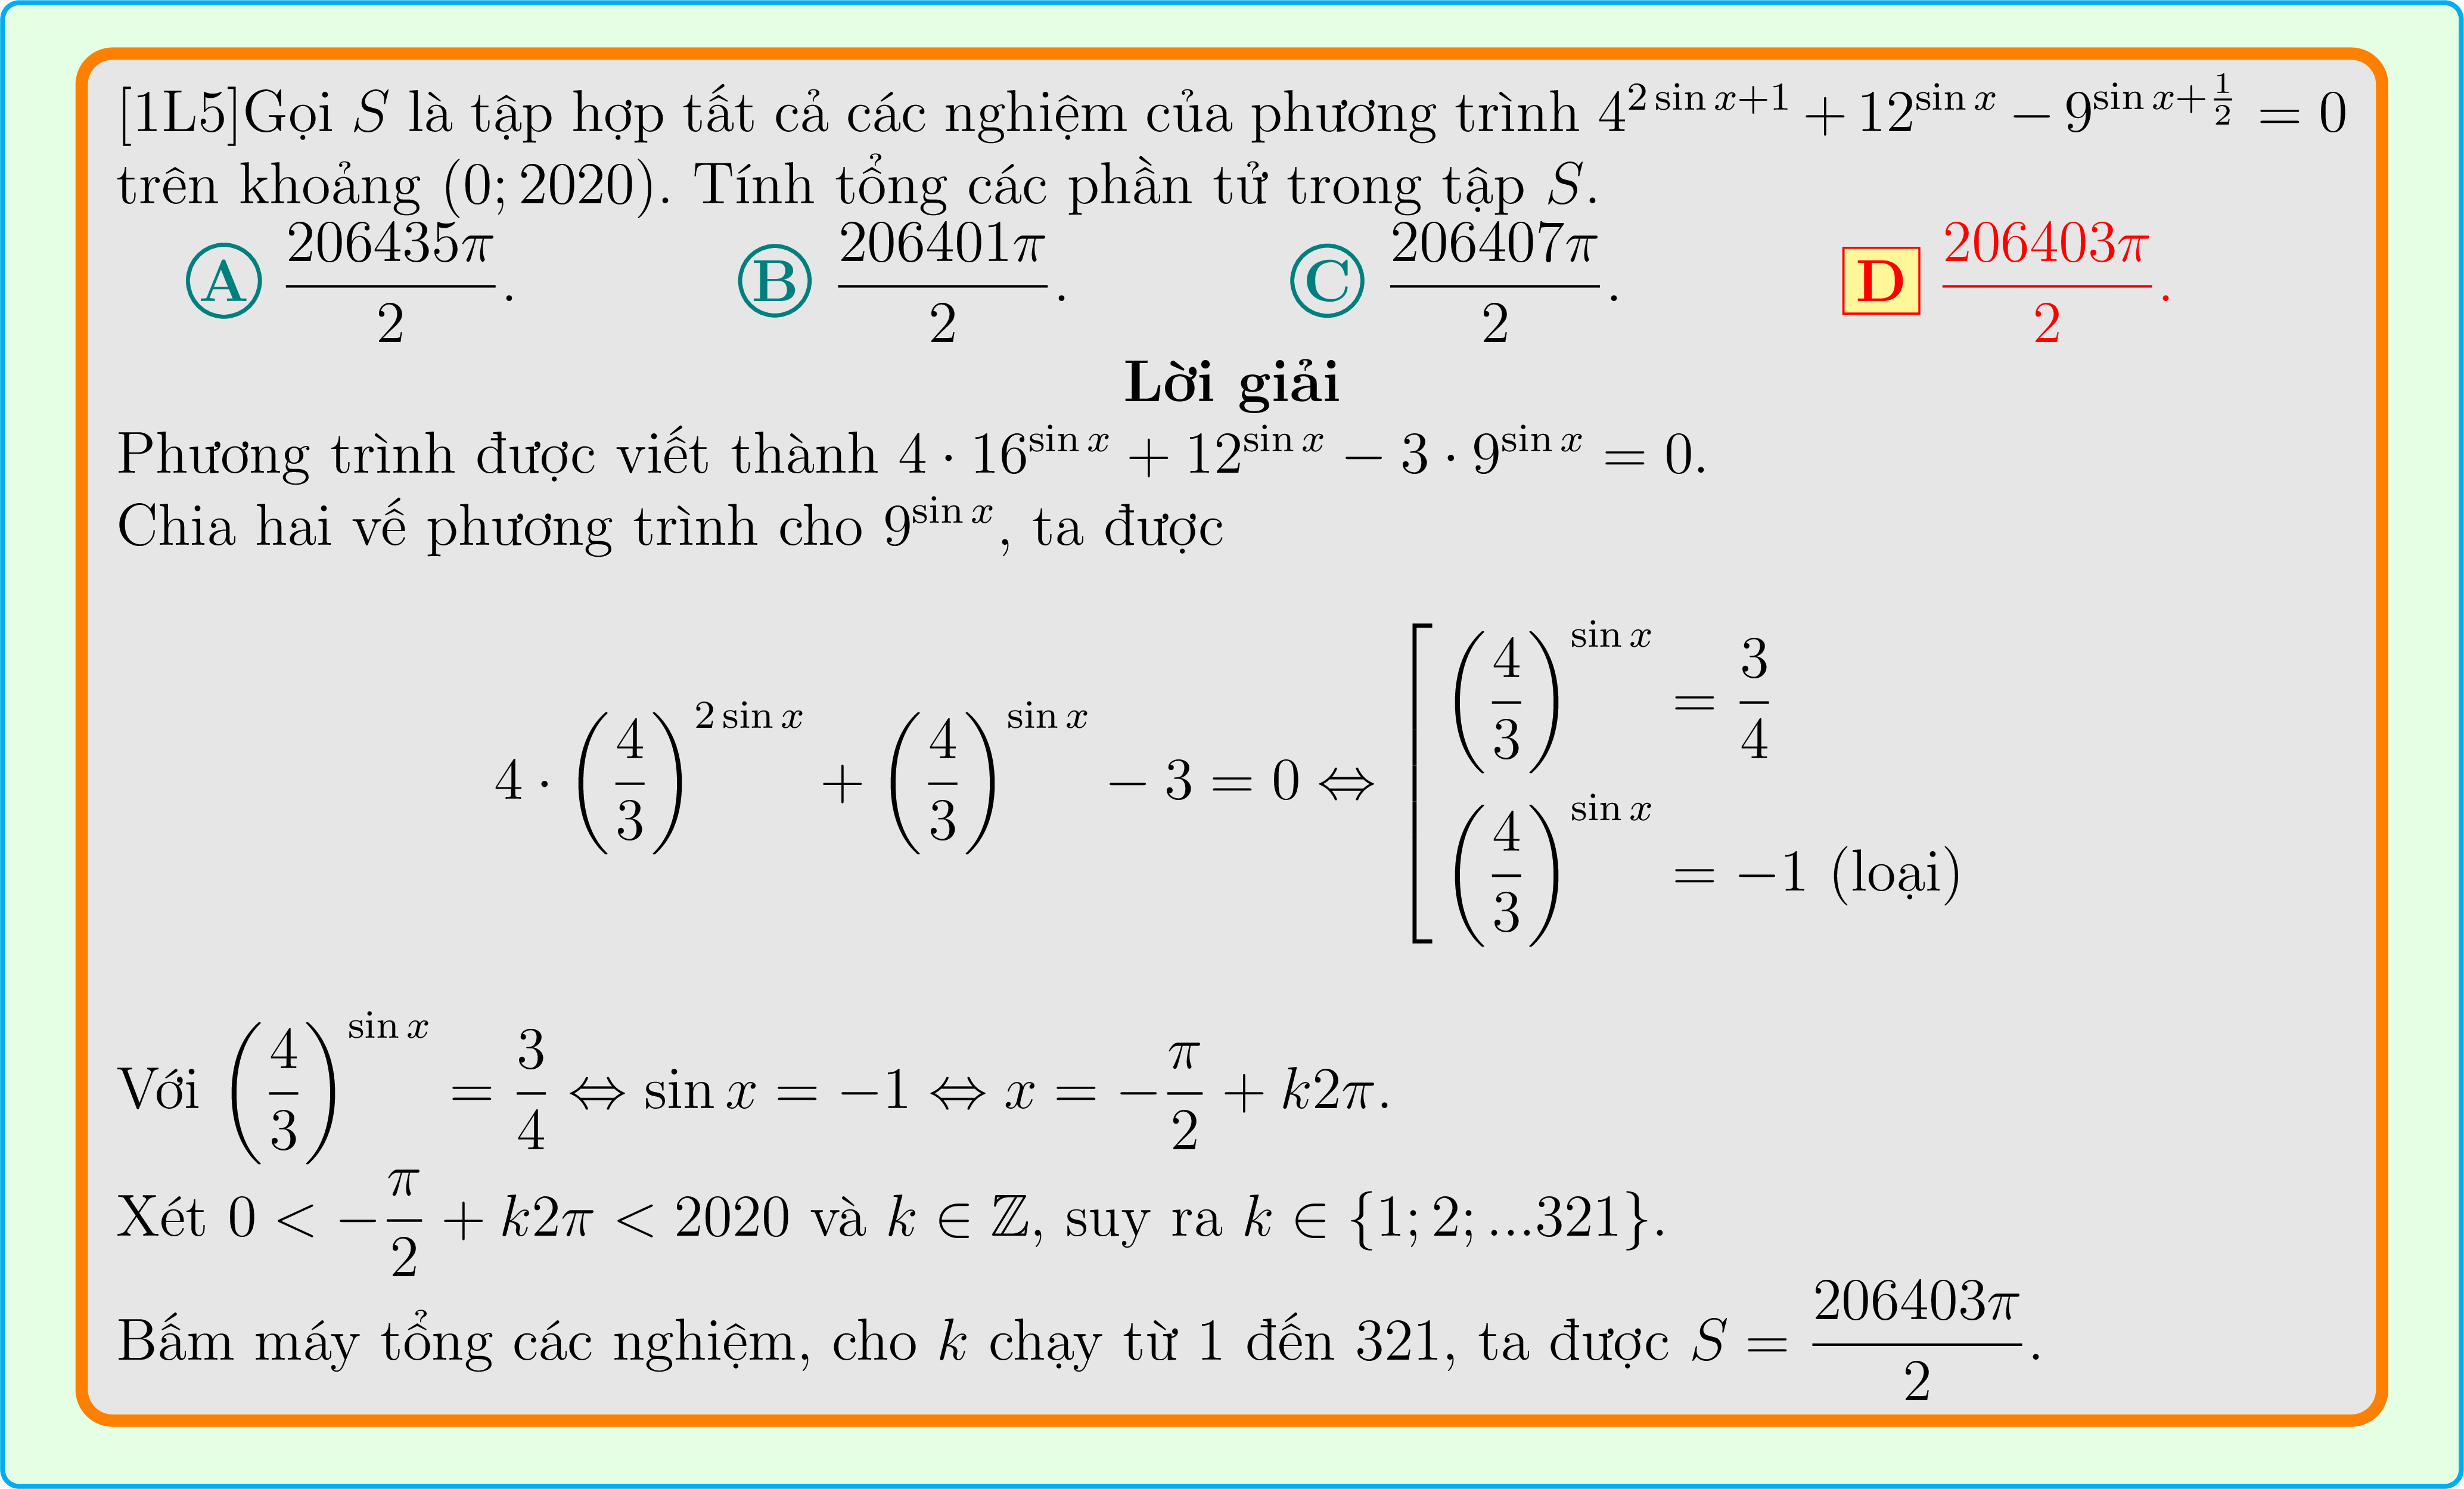 [1L5]Gọi S là tập hợp tất cả các nghiệm của phương trình $4^{2\sin x+1} + 12^{\sin x} - 9^{\sin x+\frac{1}{2}} = 0$
trên khoảng (0; 2020). Tính tổng các phần tử trong tập S.
A $\frac{206435\pi}{2}$. B $\frac{206401\pi}{2}$. C $\frac{206407\pi}{2}$. D $\frac{206403\pi}{2}$.
Lời giải
Phương trình được viết thành $4 \cdot 16^{\sin x} + 12^{\sin x} - 3 \cdot 9^{\sin x} = 0$.
Chia hai vế phương trình cho $9^{\sin x}$, ta được
$4 \cdot \left(\frac{4}{3}\right)^{2\sin x} + \left(\frac{4}{3}\right)^{\sin x} - 3 = 0 \Leftrightarrow \left[\begin{array}{l} \left(\frac{4}{3}\right)^{\sin x} = \frac{3}{4} \\ \left(\frac{4}{3}\right)^{\sin x} = -1 \text{ (loại)} \end{array}\right.$
Với $\left(\frac{4}{3}\right)^{\sin x} = \frac{3}{4} \Leftrightarrow \sin x = -1 \Leftrightarrow x = -\frac{\pi}{2} + k2\pi$.
Xét $0 < -\frac{\pi}{2} + k2\pi < 2020$ và $k \in \mathbb{Z}$, suy ra $k \in \{1; 2; ...321\}$.
Bấm máy tổng các nghiệm, cho k chạy từ 1 đến 321, ta được $S = \frac{206403\pi}{2}$.